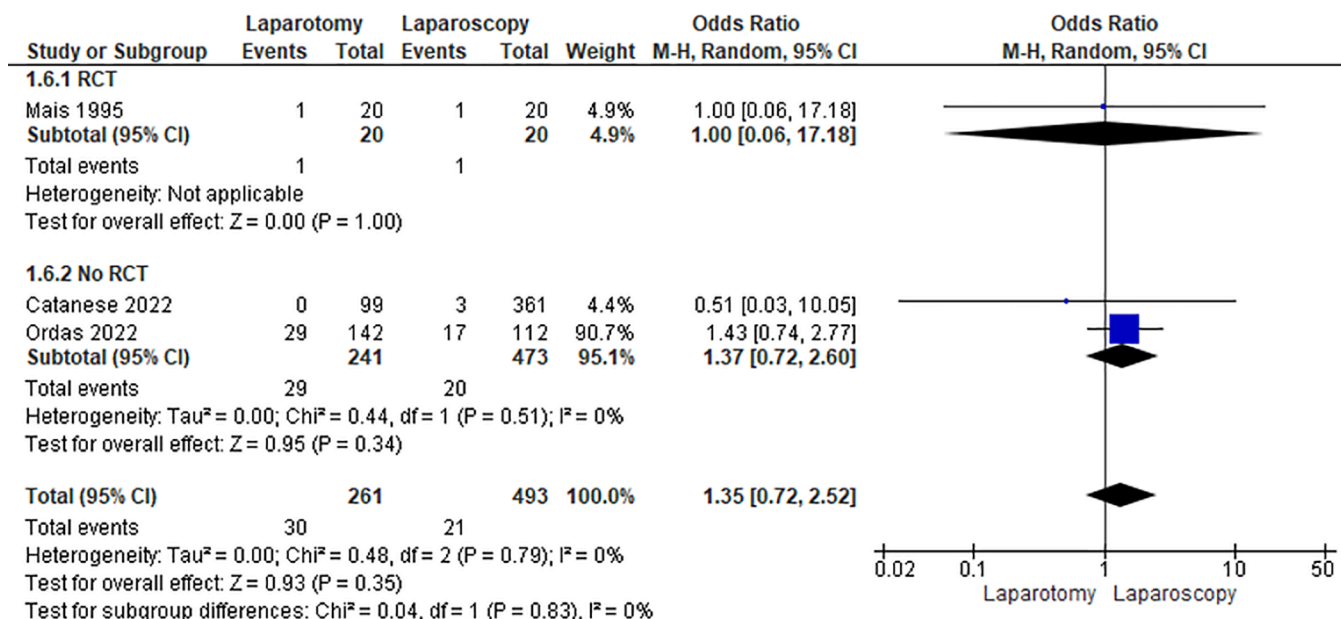 Laparotomy Laparoscopy Odds Ratio Odds Ratio
Study or Subgroup Events Total Events Total Weight M-H, Random, 95% CI M-H, Random, 95% CI
1.6.1 RCT
Mais 1995 1 20 1 20 4.9% 1.00 [0.06, 17.18]
Subtotal (95% CI) 20 20 4.9% 1.00 [0.06, 17.18]
Total events 1 1
Heterogeneity: Not applicable
Test for overall effect: Z = 0.00 (P = 1.00)
1.6.2 No RCT
Catanese 2022 0 99 3 361 4.4% 0.51 [0.03, 10.05]
Ordas 2022 29 142 17 112 90.7% 1.43 [0.74, 2.77]
Subtotal (95% CI) 241 473 95.1% 1.37 [0.72, 2.60]
Total events 29 20
Heterogeneity: Tau² = 0.00; Chi² = 0.44, df = 1 (P = 0.51); I² = 0%
Test for overall effect: Z = 0.95 (P = 0.34)
Total (95% CI) 261 493 100.0% 1.35 [0.72, 2.52]
Total events 30 21
Heterogeneity: Tau² = 0.00; Chi² = 0.48, df = 2 (P = 0.79); I² = 0%
Test for overall effect: Z = 0.93 (P = 0.35)
Test for subgroup differences: Chi² = 0.04, df = 1 (P = 0.83), I² = 0%
0.02 0.1 1 10 50
Laparotomy Laparoscopy